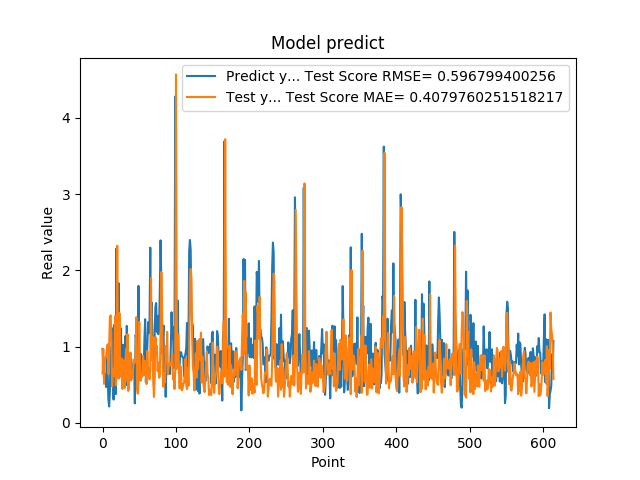 Model predict
Predict y... Test Score RMSE= 0.596799400256
Test y... Test Score MAE= 0.4079760251518217
Real value
4
3
2
1
0
0 100 200 300 400 500 600
Point